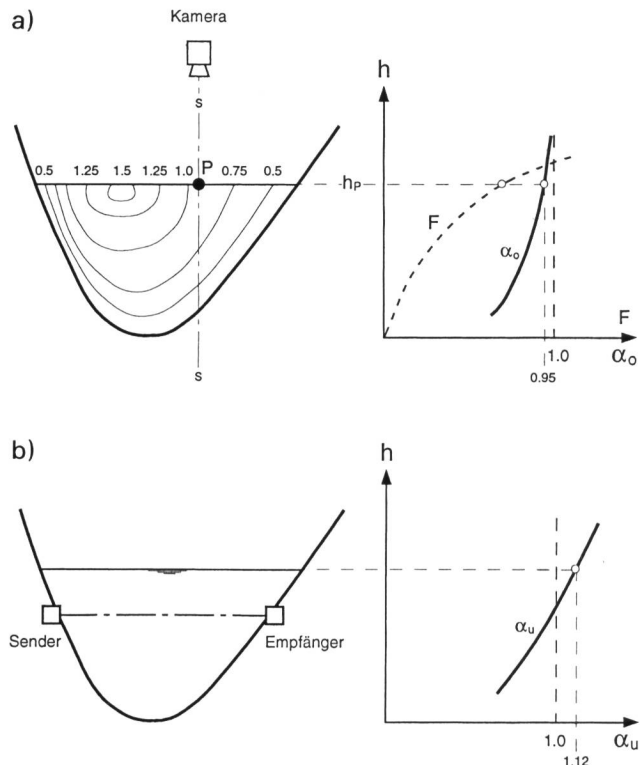 a)
Kamera
s
0.5 1.25 1.5 1.25 1.0 P 0.75 0.5
s
h
hP
F
αo
F
1.0
αo
0.95
b)
Sender
Empfänger
h
αu
1.0
αu
1.12